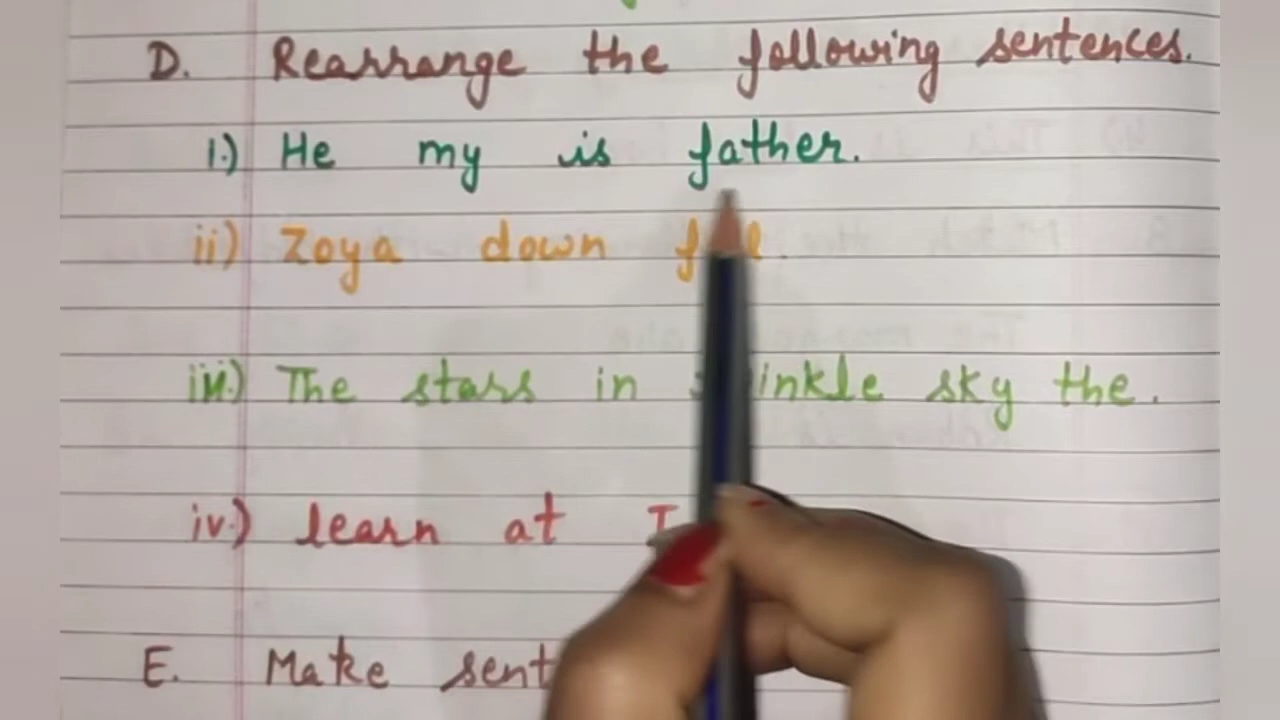 D. Rearrange the following sentences.
i.) He my is father.
ii) Zoya down
iii.) The stars in sky the.
iv.) learn at I
E. Make